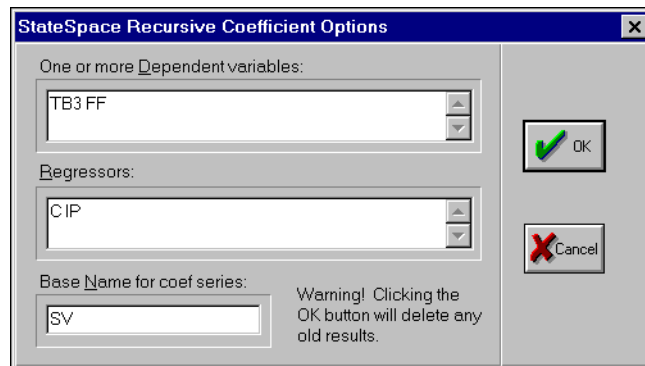 StateSpace Recursive Coefficient Options
One or more Dependent variables:
TB3 FF
OK
Regressors:
C IP
Cancel
Base Name for coef series:
SV
Warning! Clicking the
OK button will delete any
old results.